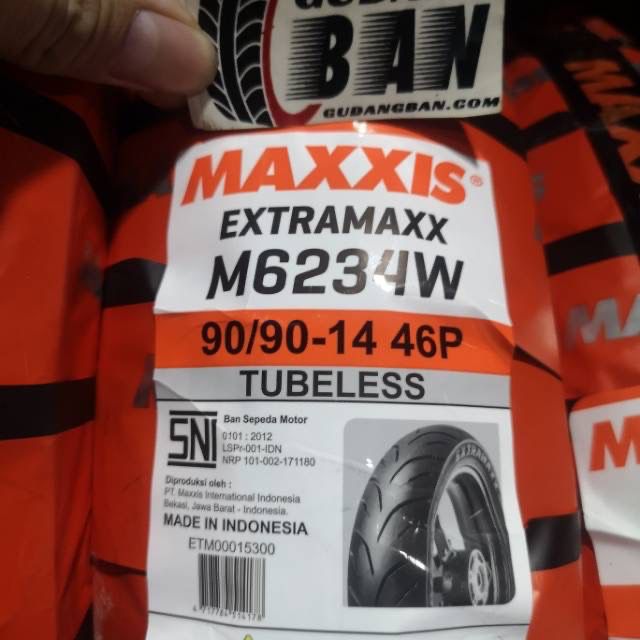 BAN
GUDANGBAN.COM
MAXXIS®
EXTRAMAXX
M6234W
90/90-14 46P
TUBELESS
SNI
Ban Sepeda Motor
0101 : 2012
LSPr-001-IDN
NRP 101-002-171180
Diproduksi oleh :
PT. Maxxis International Indonesia
Bekasi, Jawa Barat - Indonesia.
MADE IN INDONESIA
ETM00015300
EXTRAMAXX